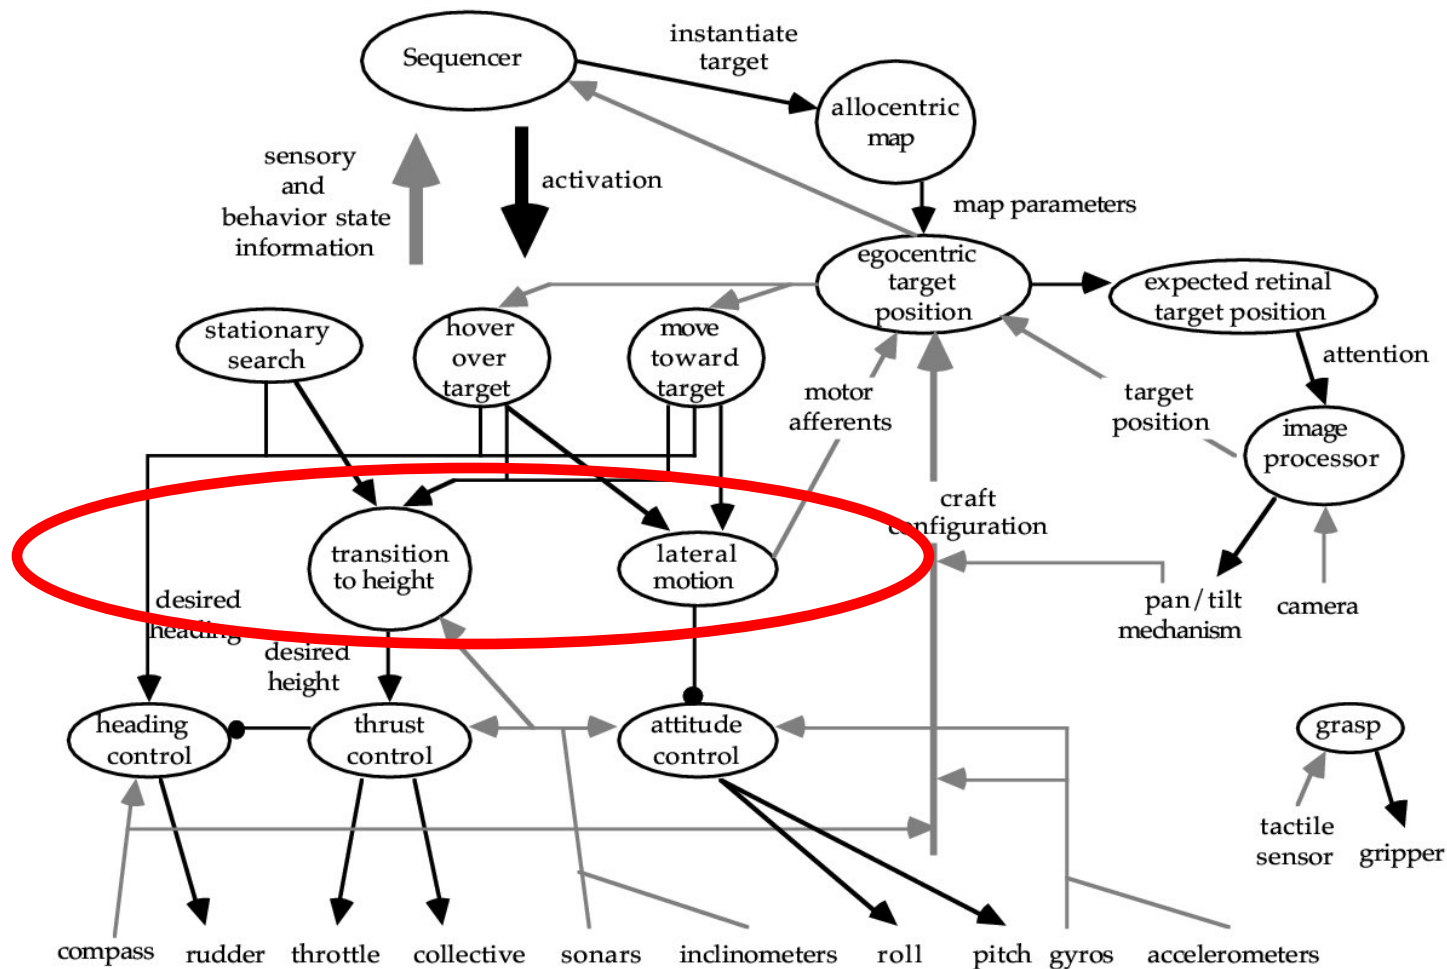 Sequencer
instantiate
target
allocentric
map
sensory
and
behavior state
information
activation
map parameters
egocentric
target
position
expected retinal
target position
stationary
search
hover
over
target
move
toward
target
attention
motor
afferents
target
position
image
processor
craft
configuration
transition
to height
lateral
motion
desired
heading
pan/tilt
mechanism
camera
desired
height
heading
control
thrust
control
attitude
control
grasp
tactile
sensor
gripper
compass
rudder
throttle
collective
sonars
inclinometers
roll
pitch
gyros
accelerometers